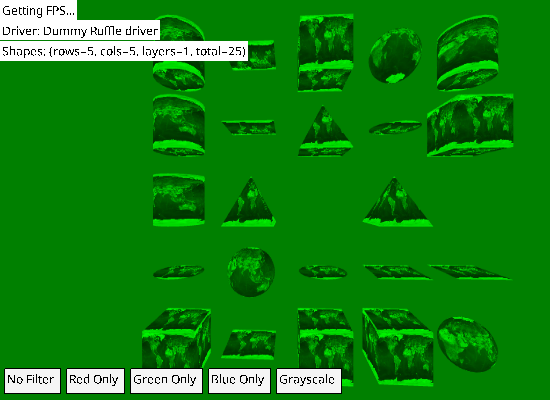 Getting FPS...
Driver: Dummy Ruffle driver
Shapes: (rows=5, cols=5, layers=1, total=25)
No Filter Red Only Green Only Blue Only Grayscale